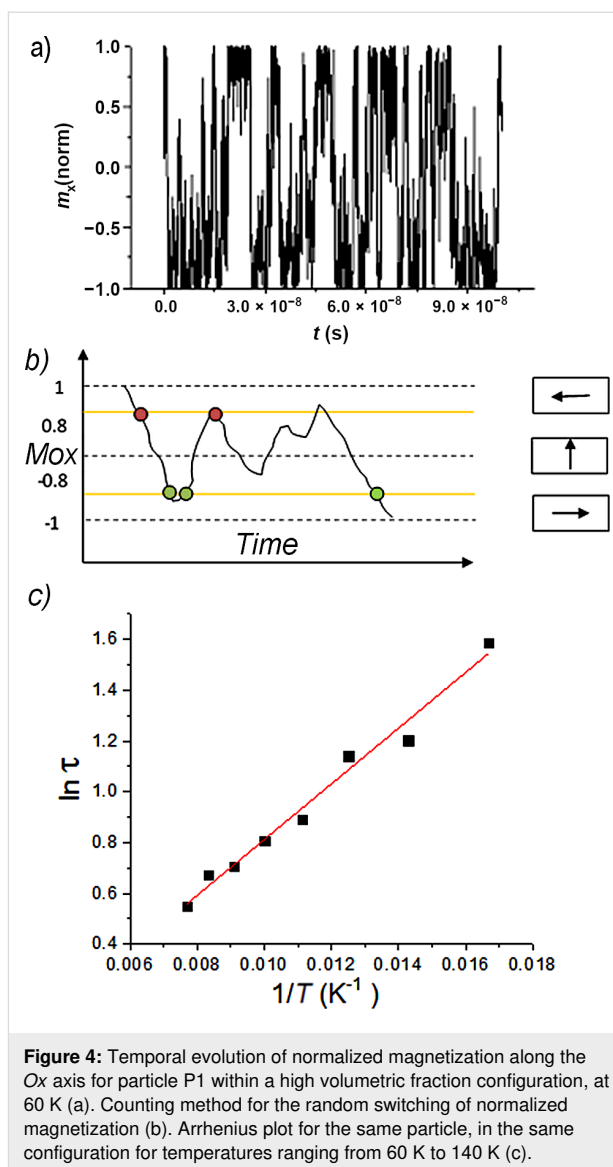 a)
1.0
0.5
0.0
−0.5
−1.0
mx(norm)
0.0 3.0 × 10⁻⁸ 6.0 × 10⁻⁸ 9.0 × 10⁻⁸
t (s)
b)
1
0.8
Mox
-0.8
-1
Time
c)
1.6
1.4
1.2
1.0
0.8
0.6
0.4
ln τ
0.006 0.008 0.010 0.012 0.014 0.016 0.018
1/T (K⁻¹)
Figure 4: Temporal evolution of normalized magnetization along the
Ox axis for particle P1 within a high volumetric fraction configuration, at
60 K (a). Counting method for the random switching of normalized
magnetization (b). Arrhenius plot for the same particle, in the same
configuration for temperatures ranging from 60 K to 140 K (c).